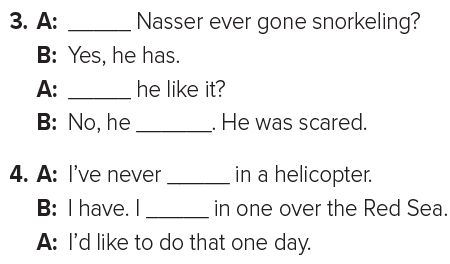 3. A: ______ Nasser ever gone snorkeling?
B: Yes, he has.
A: ______ he like it?
B: No, he _______. He was scared.
4. A: I've never ______ in a helicopter.
B: I have. I ______ in one over the Red Sea.
A: I'd like to do that one day.